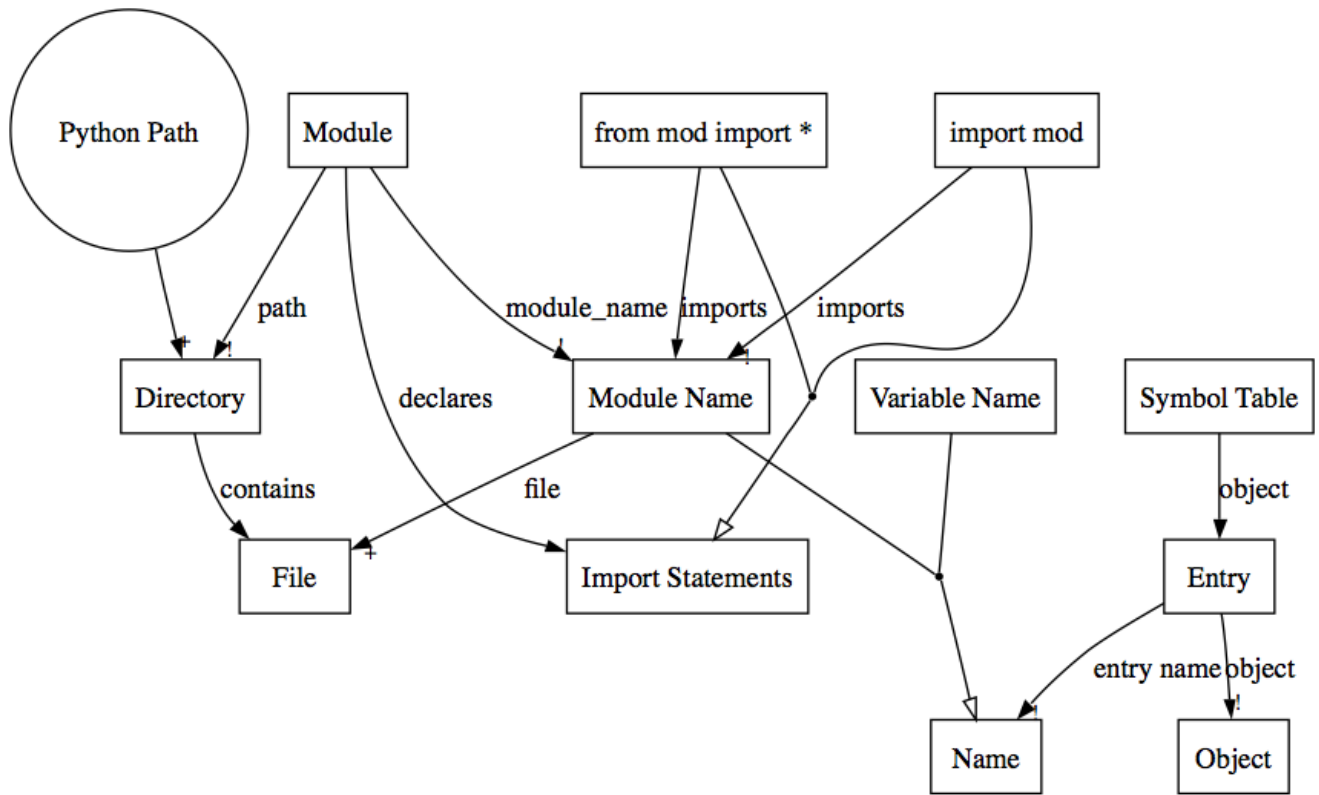 Python Path
Module
from mod import *
import mod
path
module_name
imports
imports
+
!
!
!
Directory
declares
Module Name
Variable Name
Symbol Table
contains
file
object
+
File
Import Statements
Entry
entry name
object
!
!
Name
Object